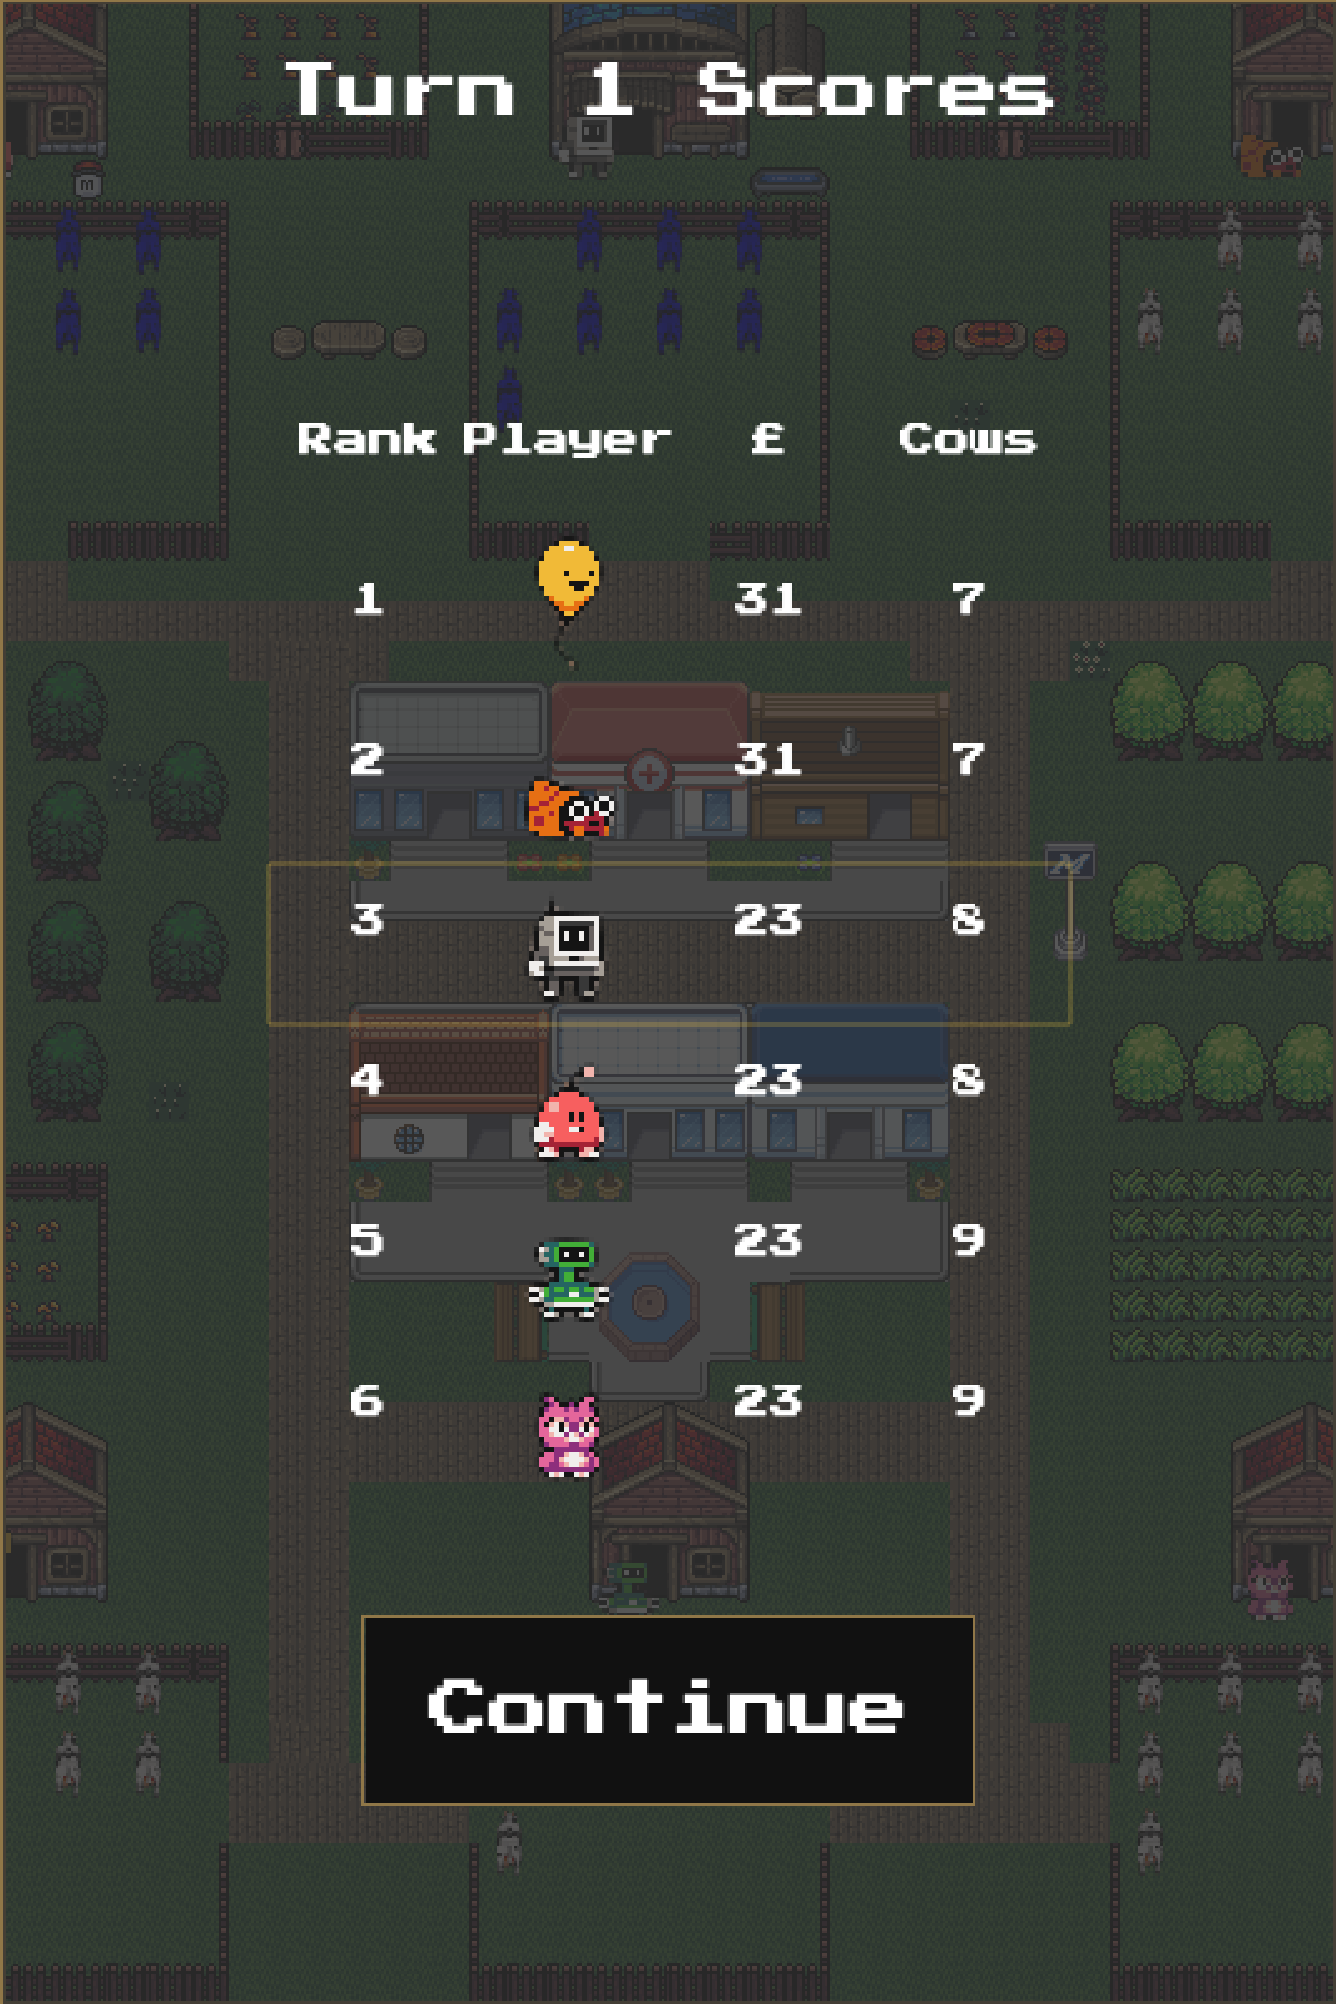 Turn 1 Scores
m
Rank Player £ Cows
1 31 7
2 31 7
N
3 23 8
4 23 8
5 23 9
6 23 9
Continue